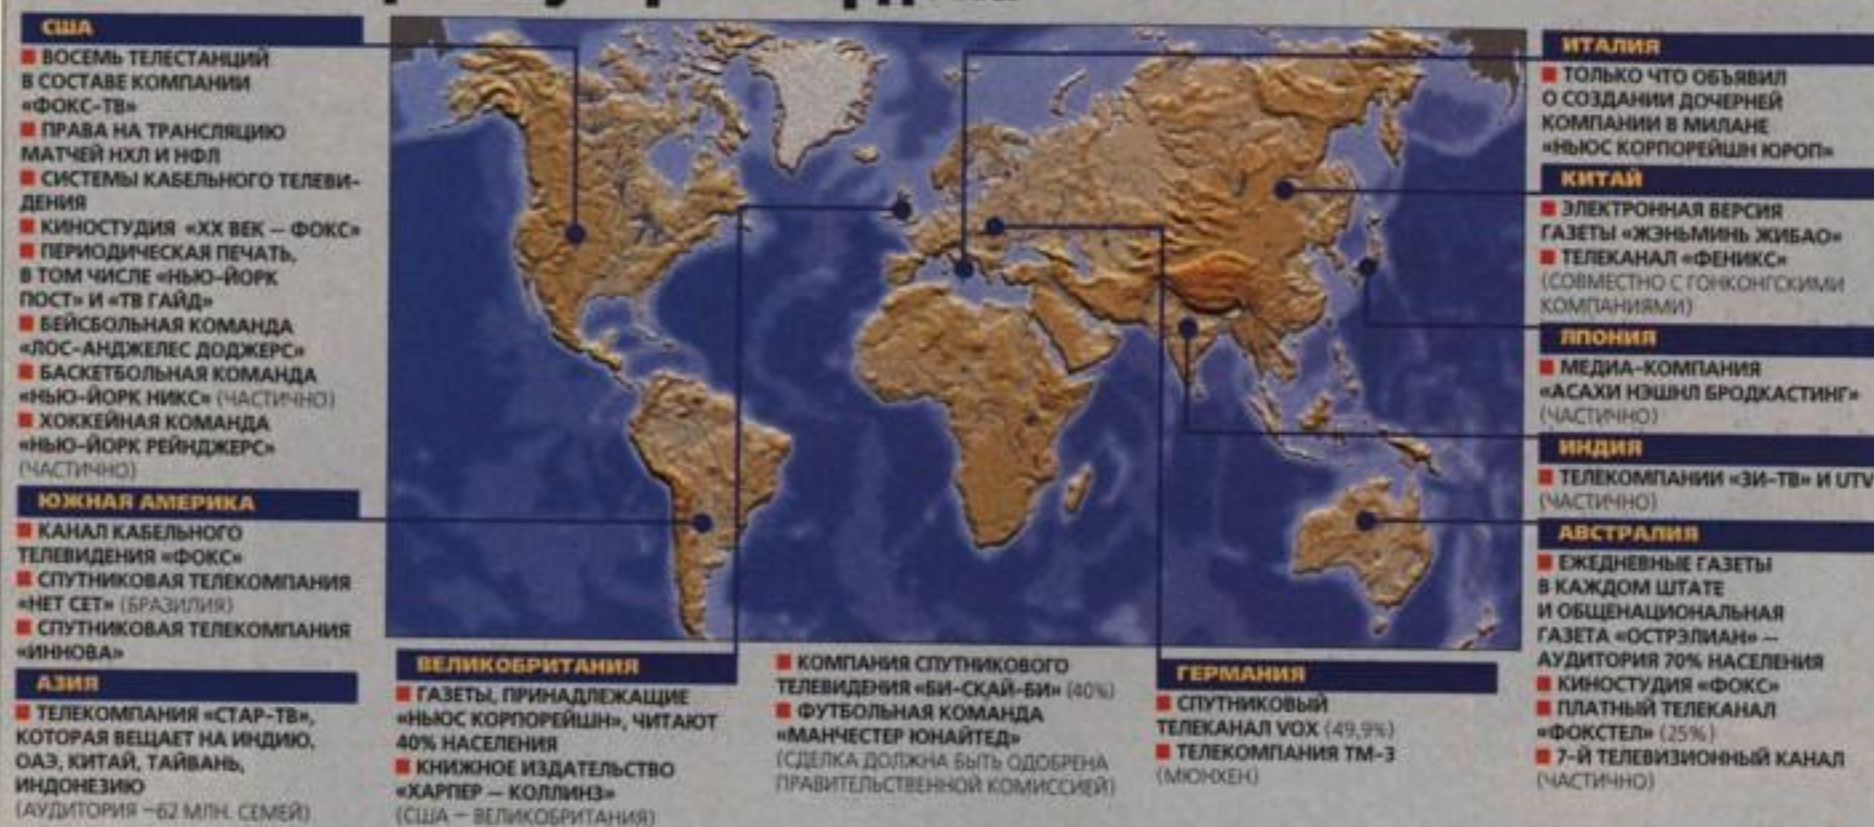 США
■ ВОСЕМЬ ТЕЛЕСТАНЦИЙ
В СОСТАВЕ КОМПАНИИ
«ФОКС-ТВ»
■ ПРАВА НА ТРАНСЛЯЦИЮ
МАТЧЕЙ НХЛ И НФЛ
■ СИСТЕМЫ КАБЕЛЬНОГО ТЕЛЕВИ-
ДЕНИЯ
■ КИНОСТУДИЯ «XX ВЕК — ФОКС»
■ ПЕРИОДИЧЕСКАЯ ПЕЧАТЬ,
В ТОМ ЧИСЛЕ «НЬЮ-ЙОРК
ПОСТ» И «ТВ ГАЙД»
■ БЕЙСБОЛЬНАЯ КОМАНДА
«ЛОС-АНДЖЕЛЕС ДОДЖЕРС»
■ БАСКЕТБОЛЬНАЯ КОМАНДА
«НЬЮ-ЙОРК НИКС» (ЧАСТИЧНО)
■ ХОККЕЙНАЯ КОМАНДА
«НЬЮ-ЙОРК РЕЙНДЖЕРС»
(ЧАСТИЧНО)
ЮЖНАЯ АМЕРИКА
■ КАНАЛ КАБЕЛЬНОГО
ТЕЛЕВИДЕНИЯ «ФОКС»
■ СПУТНИКОВАЯ ТЕЛЕКОМПАНИЯ
«НЕТ СЕТ» (БРАЗИЛИЯ)
■ СПУТНИКОВАЯ ТЕЛЕКОМПАНИЯ
«ИННОВА»
АЗИЯ
■ ТЕЛЕКОМПАНИЯ «СТАР-ТВ»,
КОТОРАЯ ВЕЩАЕТ НА ИНДИЮ,
ОАЭ, КИТАЙ, ТАЙВАНЬ,
ИНДОНЕЗИЮ
(АУДИТОРИЯ ~62 МЛН. СЕМЕЙ)
ВЕЛИКОБРИТАНИЯ
■ ГАЗЕТЫ, ПРИНАДЛЕЖАЩИЕ
«НЬЮС КОРПОРЕЙШН», ЧИТАЮТ
40% НАСЕЛЕНИЯ
■ КНИЖНОЕ ИЗДАТЕЛЬСТВО
«ХАРПЕР — КОЛЛИНЗ»
(США — ВЕЛИКОБРИТАНИЯ)
■ КОМПАНИЯ СПУТНИКОВОГО
ТЕЛЕВИДЕНИЯ «БИ-СКАЙ-БИ» (40%)
■ ФУТБОЛЬНАЯ КОМАНДА
«МАНЧЕСТЕР ЮНАЙТЕД»
(СДЕЛКА ДОЛЖНА БЫТЬ ОДОБРЕНА
ПРАВИТЕЛЬСТВЕННОЙ КОМИССИЕЙ)
ГЕРМАНИЯ
■ СПУТНИКОВЫЙ
ТЕЛЕКАНАЛ VOX (49,9%)
■ ТЕЛЕКОМПАНИЯ ТМ-3
(МЮНХЕН)
ИТАЛИЯ
■ ТОЛЬКО ЧТО ОБЪЯВИЛ
О СОЗДАНИИ ДОЧЕРНЕЙ
КОМПАНИИ В МИЛАНЕ
«НЬЮС КОРПОРЕЙШН ЮРОП»
КИТАЙ
■ ЭЛЕКТРОННАЯ ВЕРСИЯ
ГАЗЕТЫ «ЖЭНЬМИНЬ ЖИБАО»
■ ТЕЛЕКАНАЛ «ФЕНИКС»
(СОВМЕСТНО С ГОНКОНГСКИМИ
КОМПАНИЯМИ)
ЯПОНИЯ
■ МЕДИА-КОМПАНИЯ
«АСАХИ НЭШНЛ БРОДКАСТИНГ»
(ЧАСТИЧНО)
ИНДИЯ
■ ТЕЛЕКОМПАНИИ «ЗИ-ТВ» И UTV
(ЧАСТИЧНО)
АВСТРАЛИЯ
■ ЕЖЕДНЕВНЫЕ ГАЗЕТЫ
В КАЖДОМ ШТАТЕ
И ОБЩЕНАЦИОНАЛЬНАЯ
ГАЗЕТА «ОСТРЭЛИАН» —
АУДИТОРИЯ 70% НАСЕЛЕНИЯ
■ КИНОСТУДИЯ «ФОКС»
■ ПЛАТНЫЙ ТЕЛЕКАНАЛ
«ФОКСТЕЛ» (25%)
■ 7-Й ТЕЛЕВИЗИОННЫЙ КАНАЛ
(ЧАСТИЧНО)